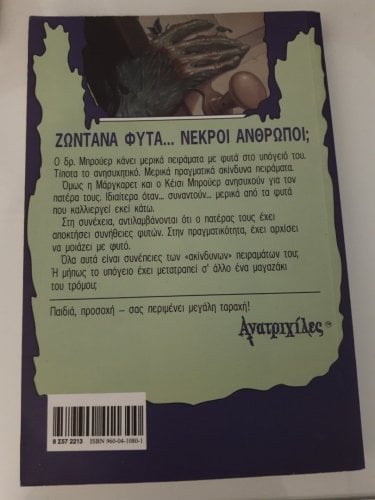 ΖΩΝΤΑΝΑ ΦΥΤΑ... ΝΕΚΡΟΙ ΑΝΘΡΩΠΟΙ;
Ο δρ. Μπρούερ κάνει μερικά πειράματα με φυτά στο υπόγειό του.
Τίποτα το ανησυχητικό. Μερικά πραγματικά ακίνδυνα πειράματα.
Όμως η Μάργκαρετ και ο Κέισι Μπρούερ ανησυχούν για τον
πατέρα τους. Ιδιαίτερα όταν... συναντούν... μερικά από τα φυτά
που καλλιεργεί εκεί κάτω.
Στη συνέχεια, αντιλαμβάνονται ότι ο πατέρας τους έχει
αποκτήσει συνήθειες φυτών. Στην πραγματικότητα, έχει αρχίσει
να μοιάζει με φυτό.
Όλα αυτά είναι συνέπειες των «ακίνδυνων» πειραμάτων του;
Ή μήπως το υπόγειο έχει μετατραπεί σ' άλλο ένα μαγαζάκι
του τρόμου;
Παιδιά, προσοχή – σας περιμένει μεγάλη ταραχή!
Ανατριχίλες TM
Θ Σ57 2213 ISBN 960-04-1080-1